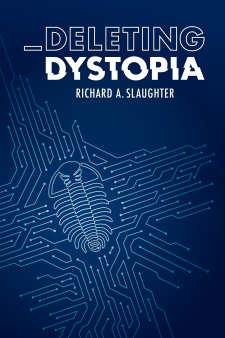 _DELETING
DYSTOPIA
RICHARD A. SLAUGHTER